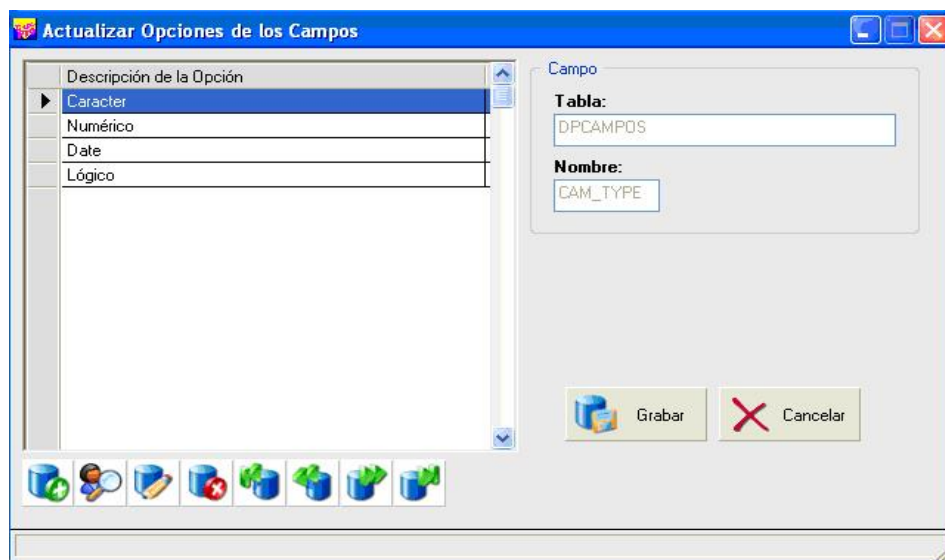 Actualizar Opciones de los Campos
Descripción de la Opción
Caracter
Numérico
Date
Lógico
Campo
Tabla:
DPCAMPOS
Nombre:
CAM_TYPE
Grabar
Cancelar